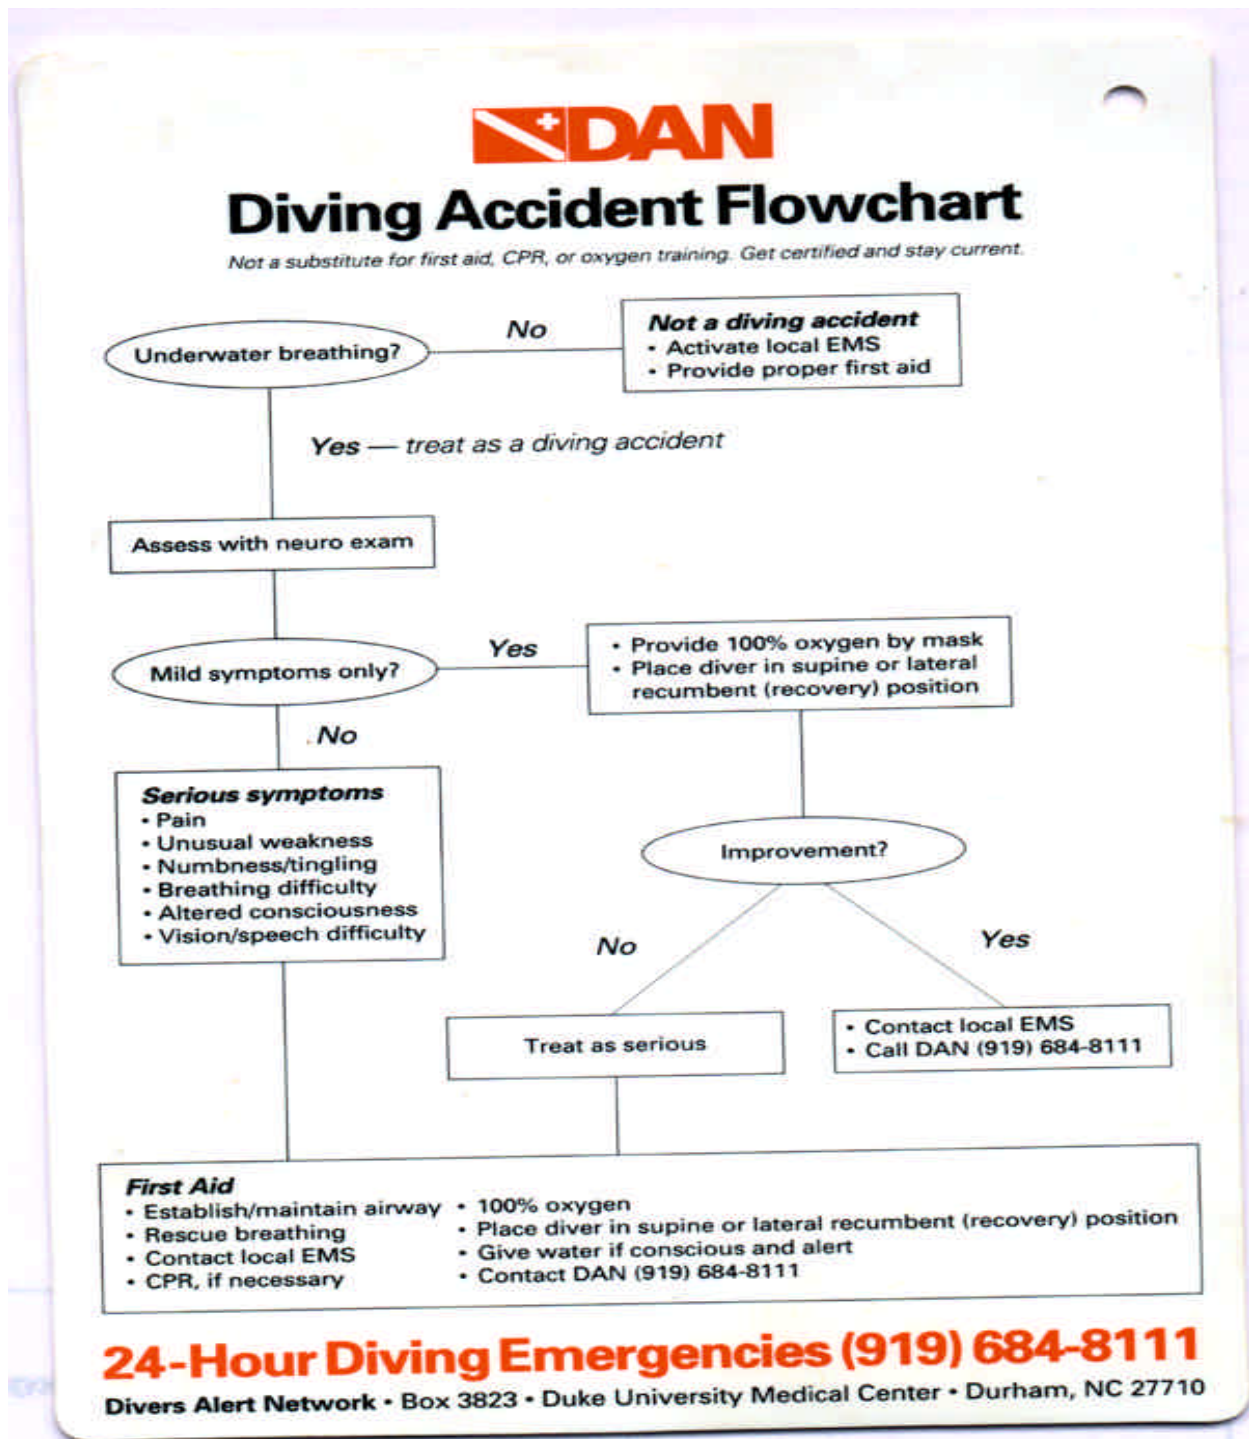 DAN
Diving Accident Flowchart
Not a substitute for first aid, CPR, or oxygen training. Get certified and stay current.
Underwater breathing?
No
Not a diving accident
• Activate local EMS
• Provide proper first aid
Yes — treat as a diving accident
Assess with neuro exam
Mild symptoms only?
Yes
• Provide 100% oxygen by mask
• Place diver in supine or lateral
recumbent (recovery) position
No
Serious symptoms
• Pain
• Unusual weakness
• Numbness/tingling
• Breathing difficulty
• Altered consciousness
• Vision/speech difficulty
Improvement?
No
Yes
Treat as serious
• Contact local EMS
• Call DAN (919) 684-8111
First Aid
• Establish/maintain airway
• Rescue breathing
• Contact local EMS
• CPR, if necessary
• 100% oxygen
• Place diver in supine or lateral recumbent (recovery) position
• Give water if conscious and alert
• Contact DAN (919) 684-8111
24-Hour Diving Emergencies (919) 684-8111
Divers Alert Network • Box 3823 • Duke University Medical Center • Durham, NC 27710